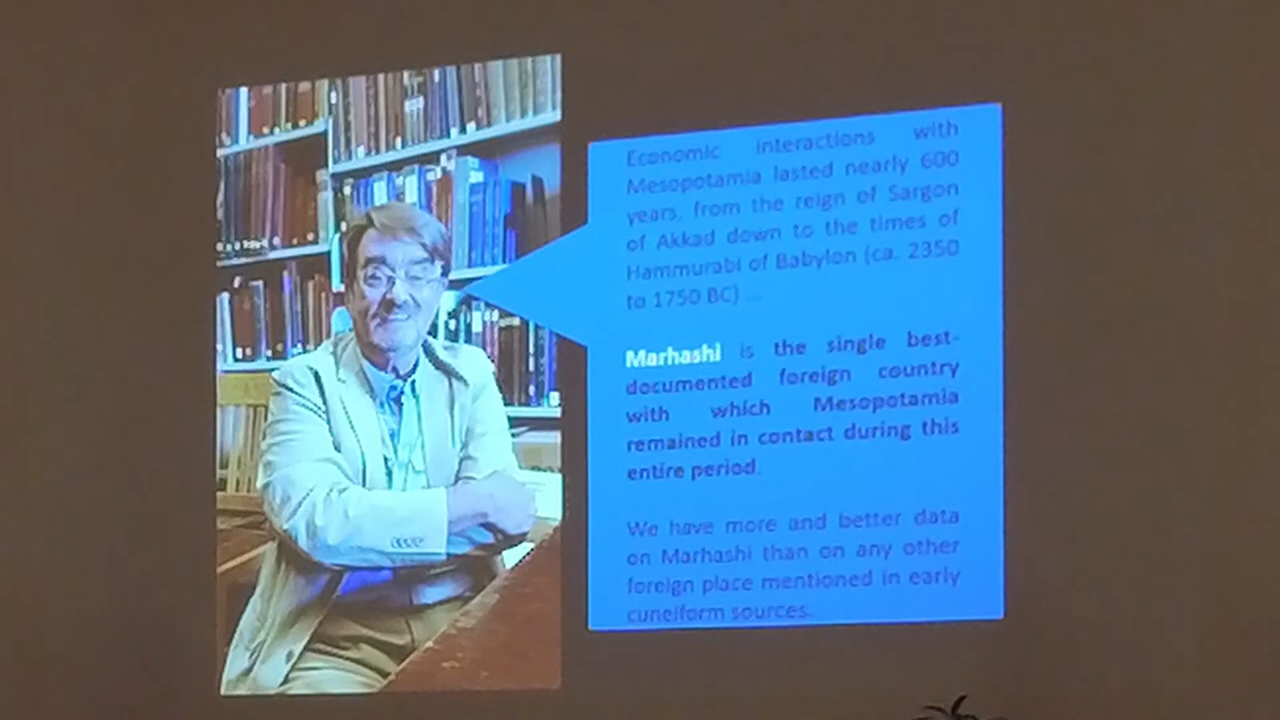 Economic interactions with
Mesopotamia lasted nearly 600
years, from the reign of Sargon
of Akkad down to the times of
Hammurabi of Babylon (ca. 2350
to 1750 BC) ...
Marhashi is the single best-
documented foreign country
with which Mesopotamia
remained in contact during this
entire period.
We have more and better data
on Marhashi than on any other
foreign place mentioned in early
cuneiform sources.